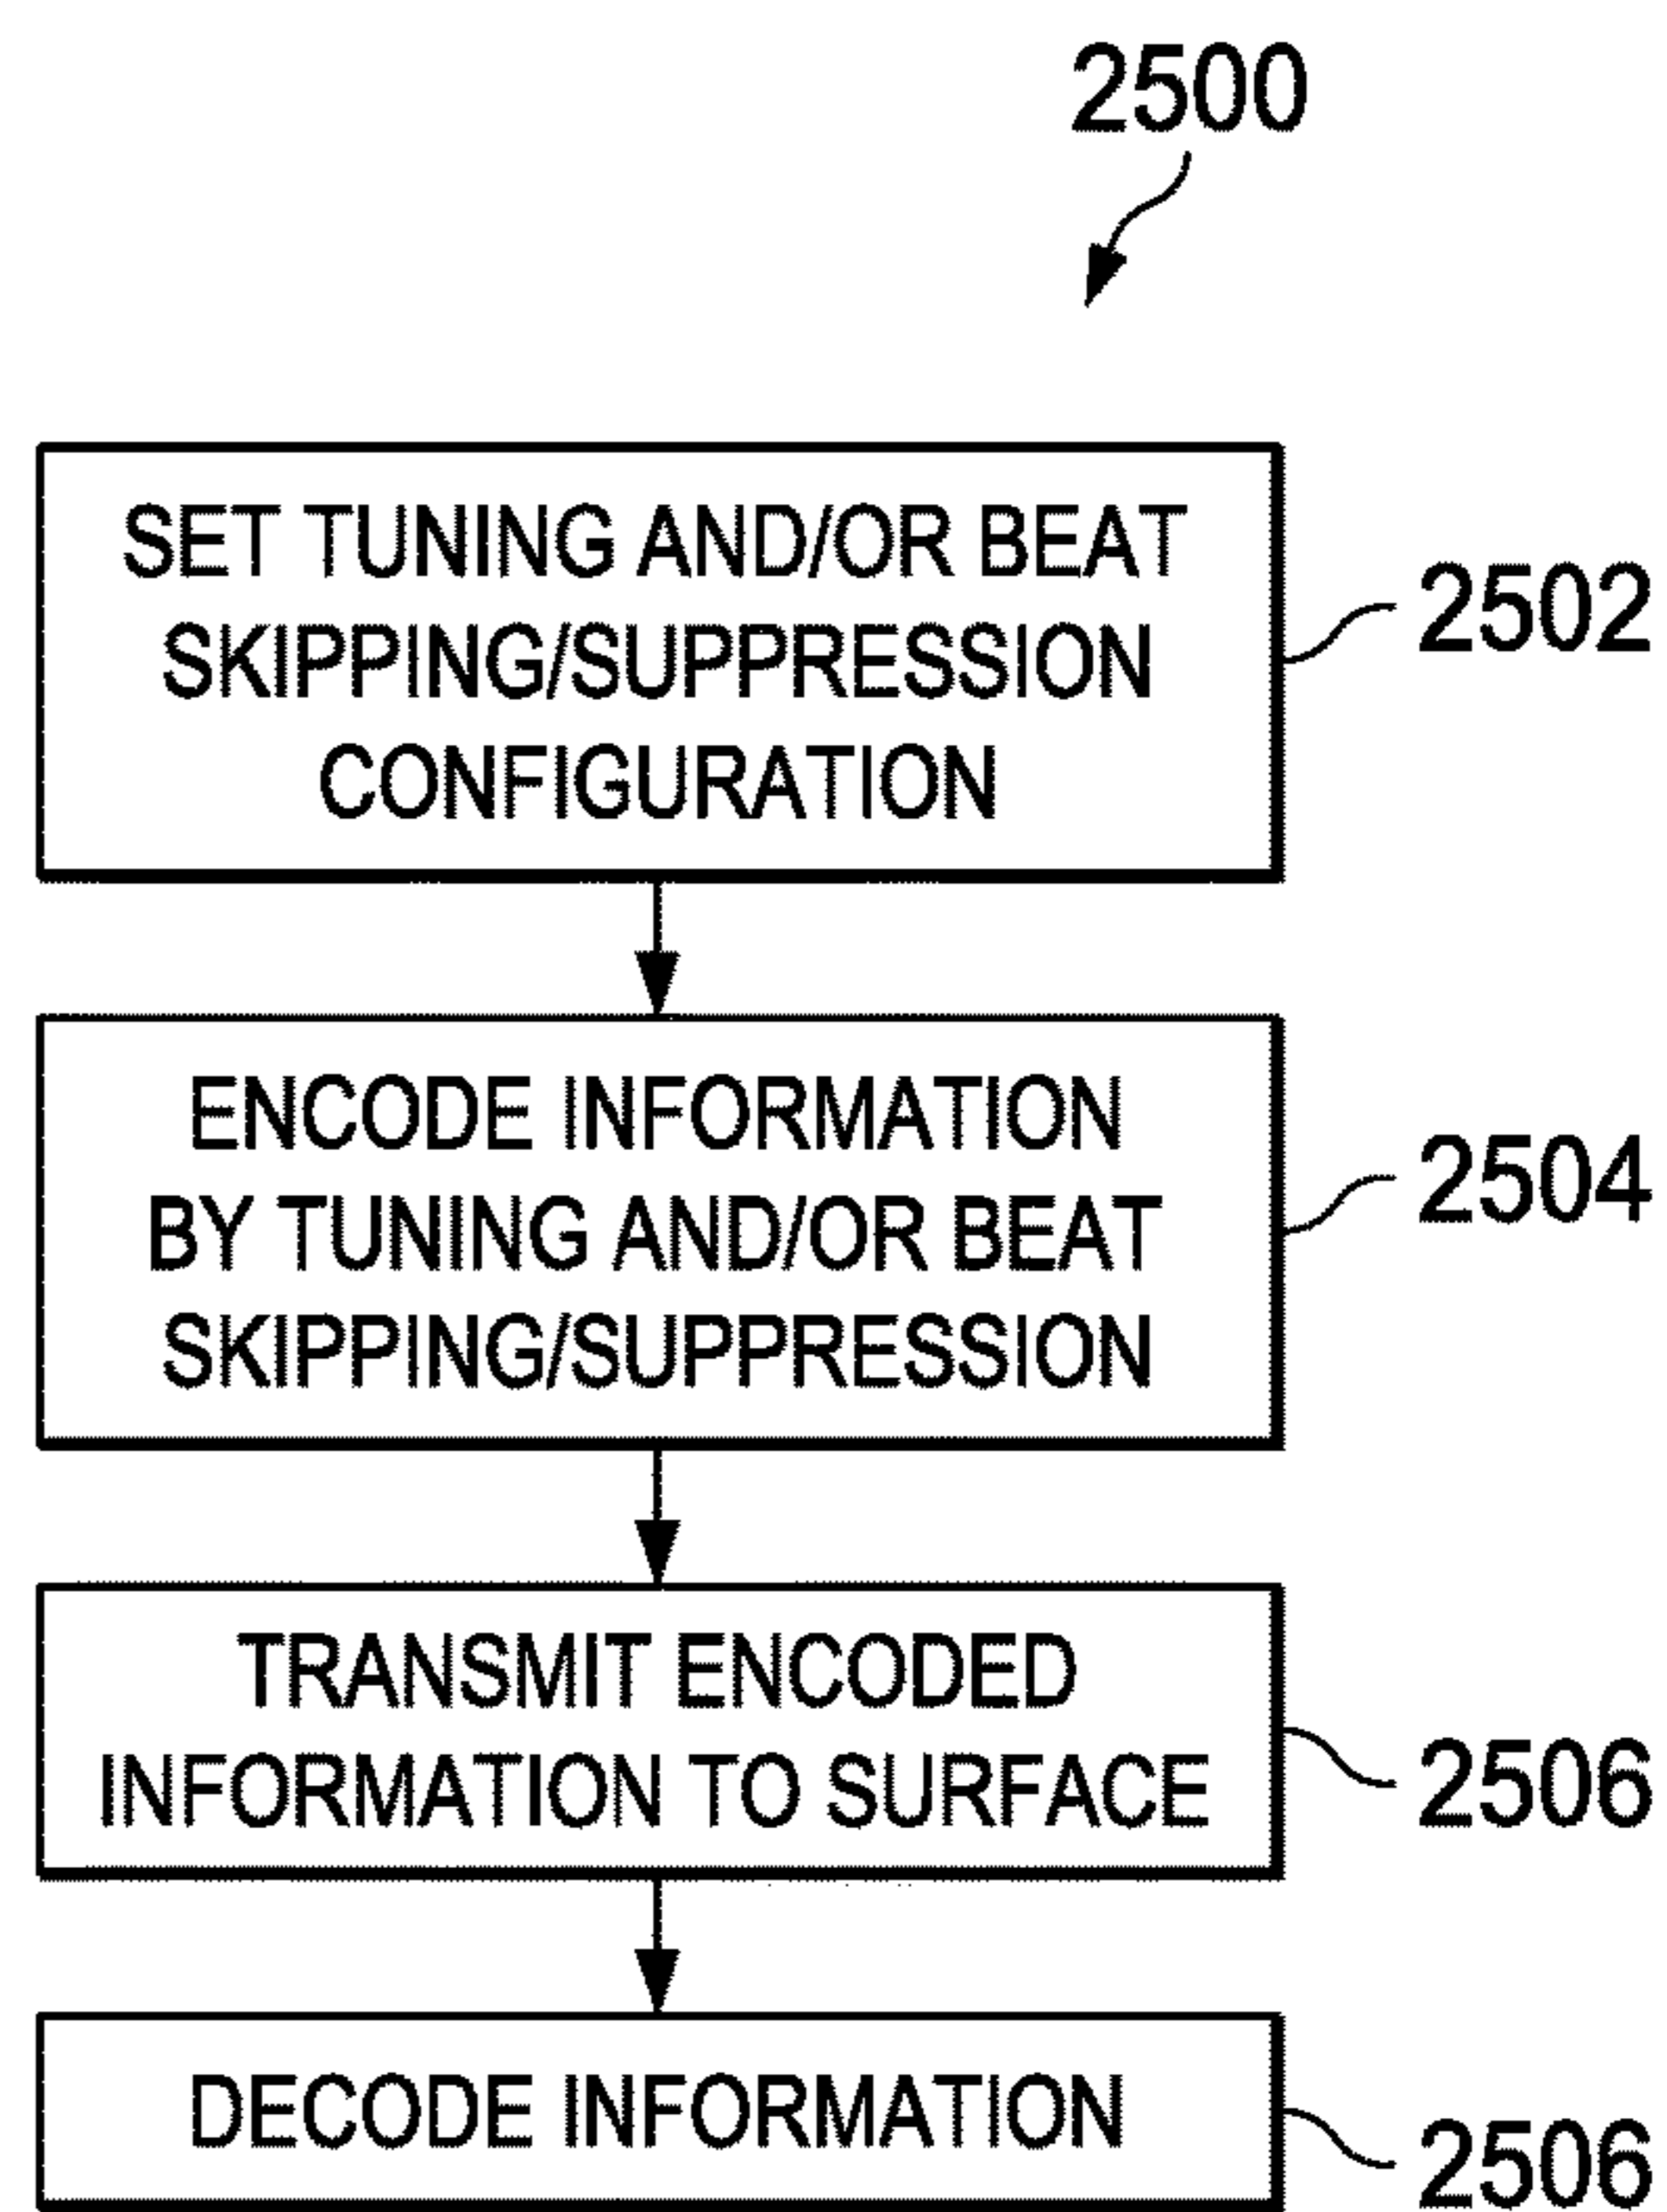 2500
SET TUNING AND/OR BEAT
SKIPPING/SUPPRESSION
CONFIGURATION
2502
ENCODE INFORMATION
BY TUNING AND/OR BEAT
SKIPPING/SUPPRESSION
2504
TRANSMIT ENCODED
INFORMATION TO SURFACE
2506
DECODE INFORMATION
2506